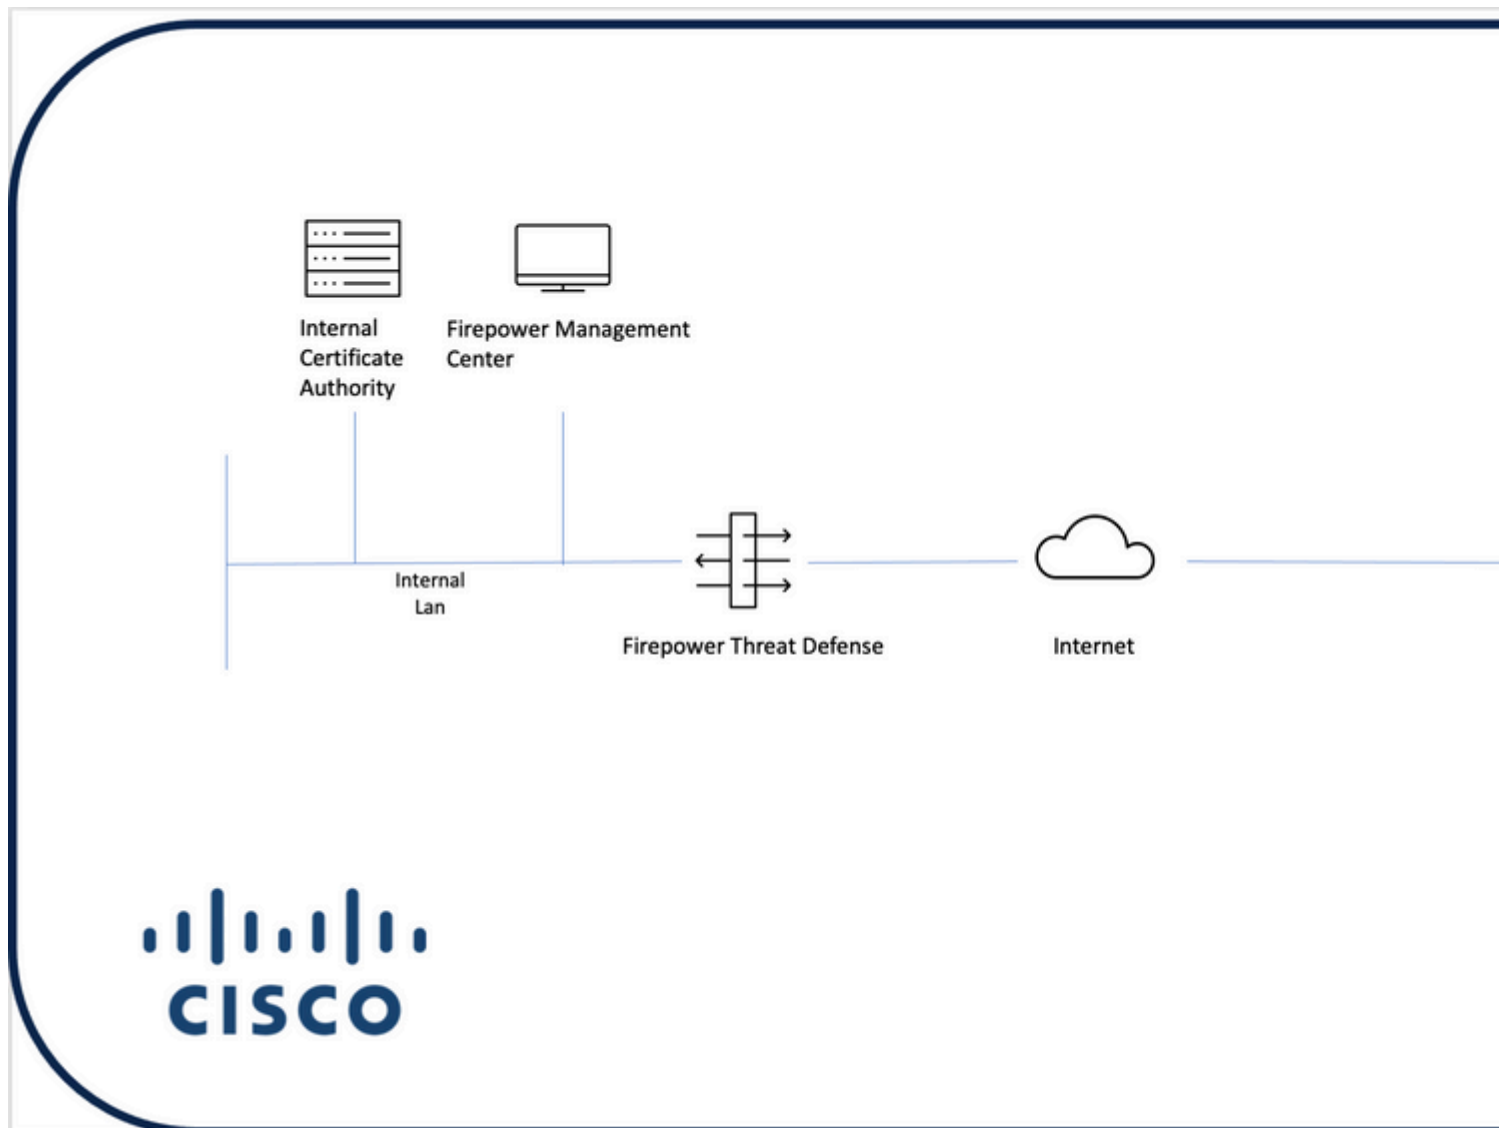 Internal
Certificate
Authority
Firepower Management
Center
Internal
Lan
Firepower Threat Defense
Internet
CISCO